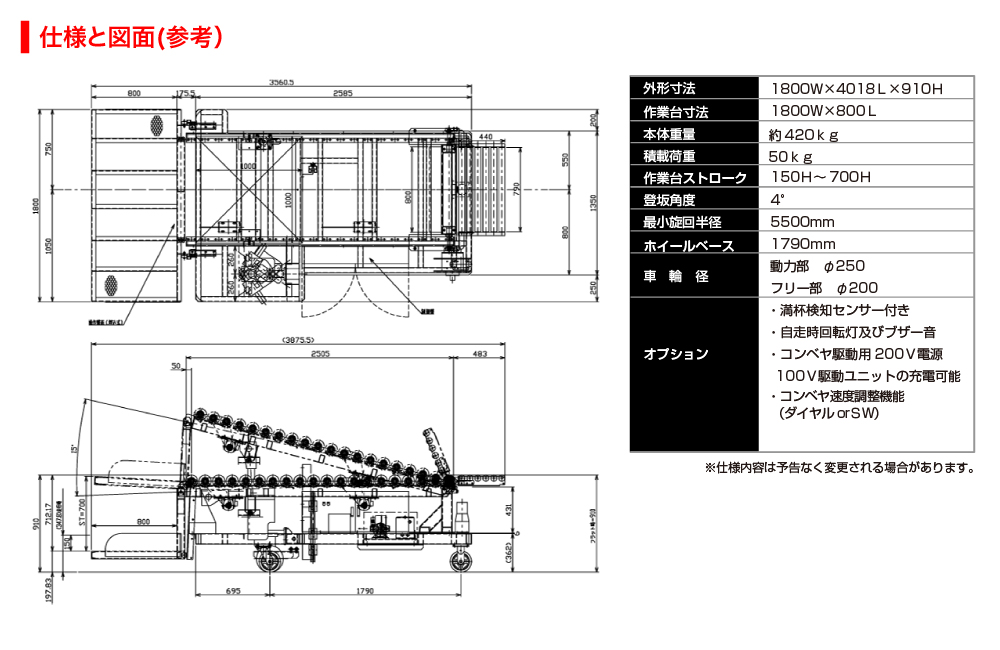 仕様と図面(参考）
3560.5
800
175.5
2585
200
750
1800
1050
1000
1000
800
440
790
550
1350
800
250
260
260
外形寸法 1800W×4018Ｌ×910Ｈ
作業台寸法 1800W×800Ｌ
本体重量 約420ｋｇ
積載荷重 50ｋｇ
作業台ストローク 150Ｈ～700Ｈ
登坂角度 4°
最小旋回半径 5500mm
ホイールベース 1790mm
車 輪 径 動力部　φ250
フリー部　φ200
オプション ・満杯検知センサー付き
・自走時回転灯及びブザー音
・コンベヤ駆動用200Ｖ電源
100Ｖ駆動ユニットの充電可能
・コンベヤ速度調整機能
（ダイヤルorSＷ）
※仕様内容は予告なく変更される場合があります。
(3875.5)
2505
483
50
15°
910
712.17
ST=700
800
150
197.83
431
(362)
695
1790